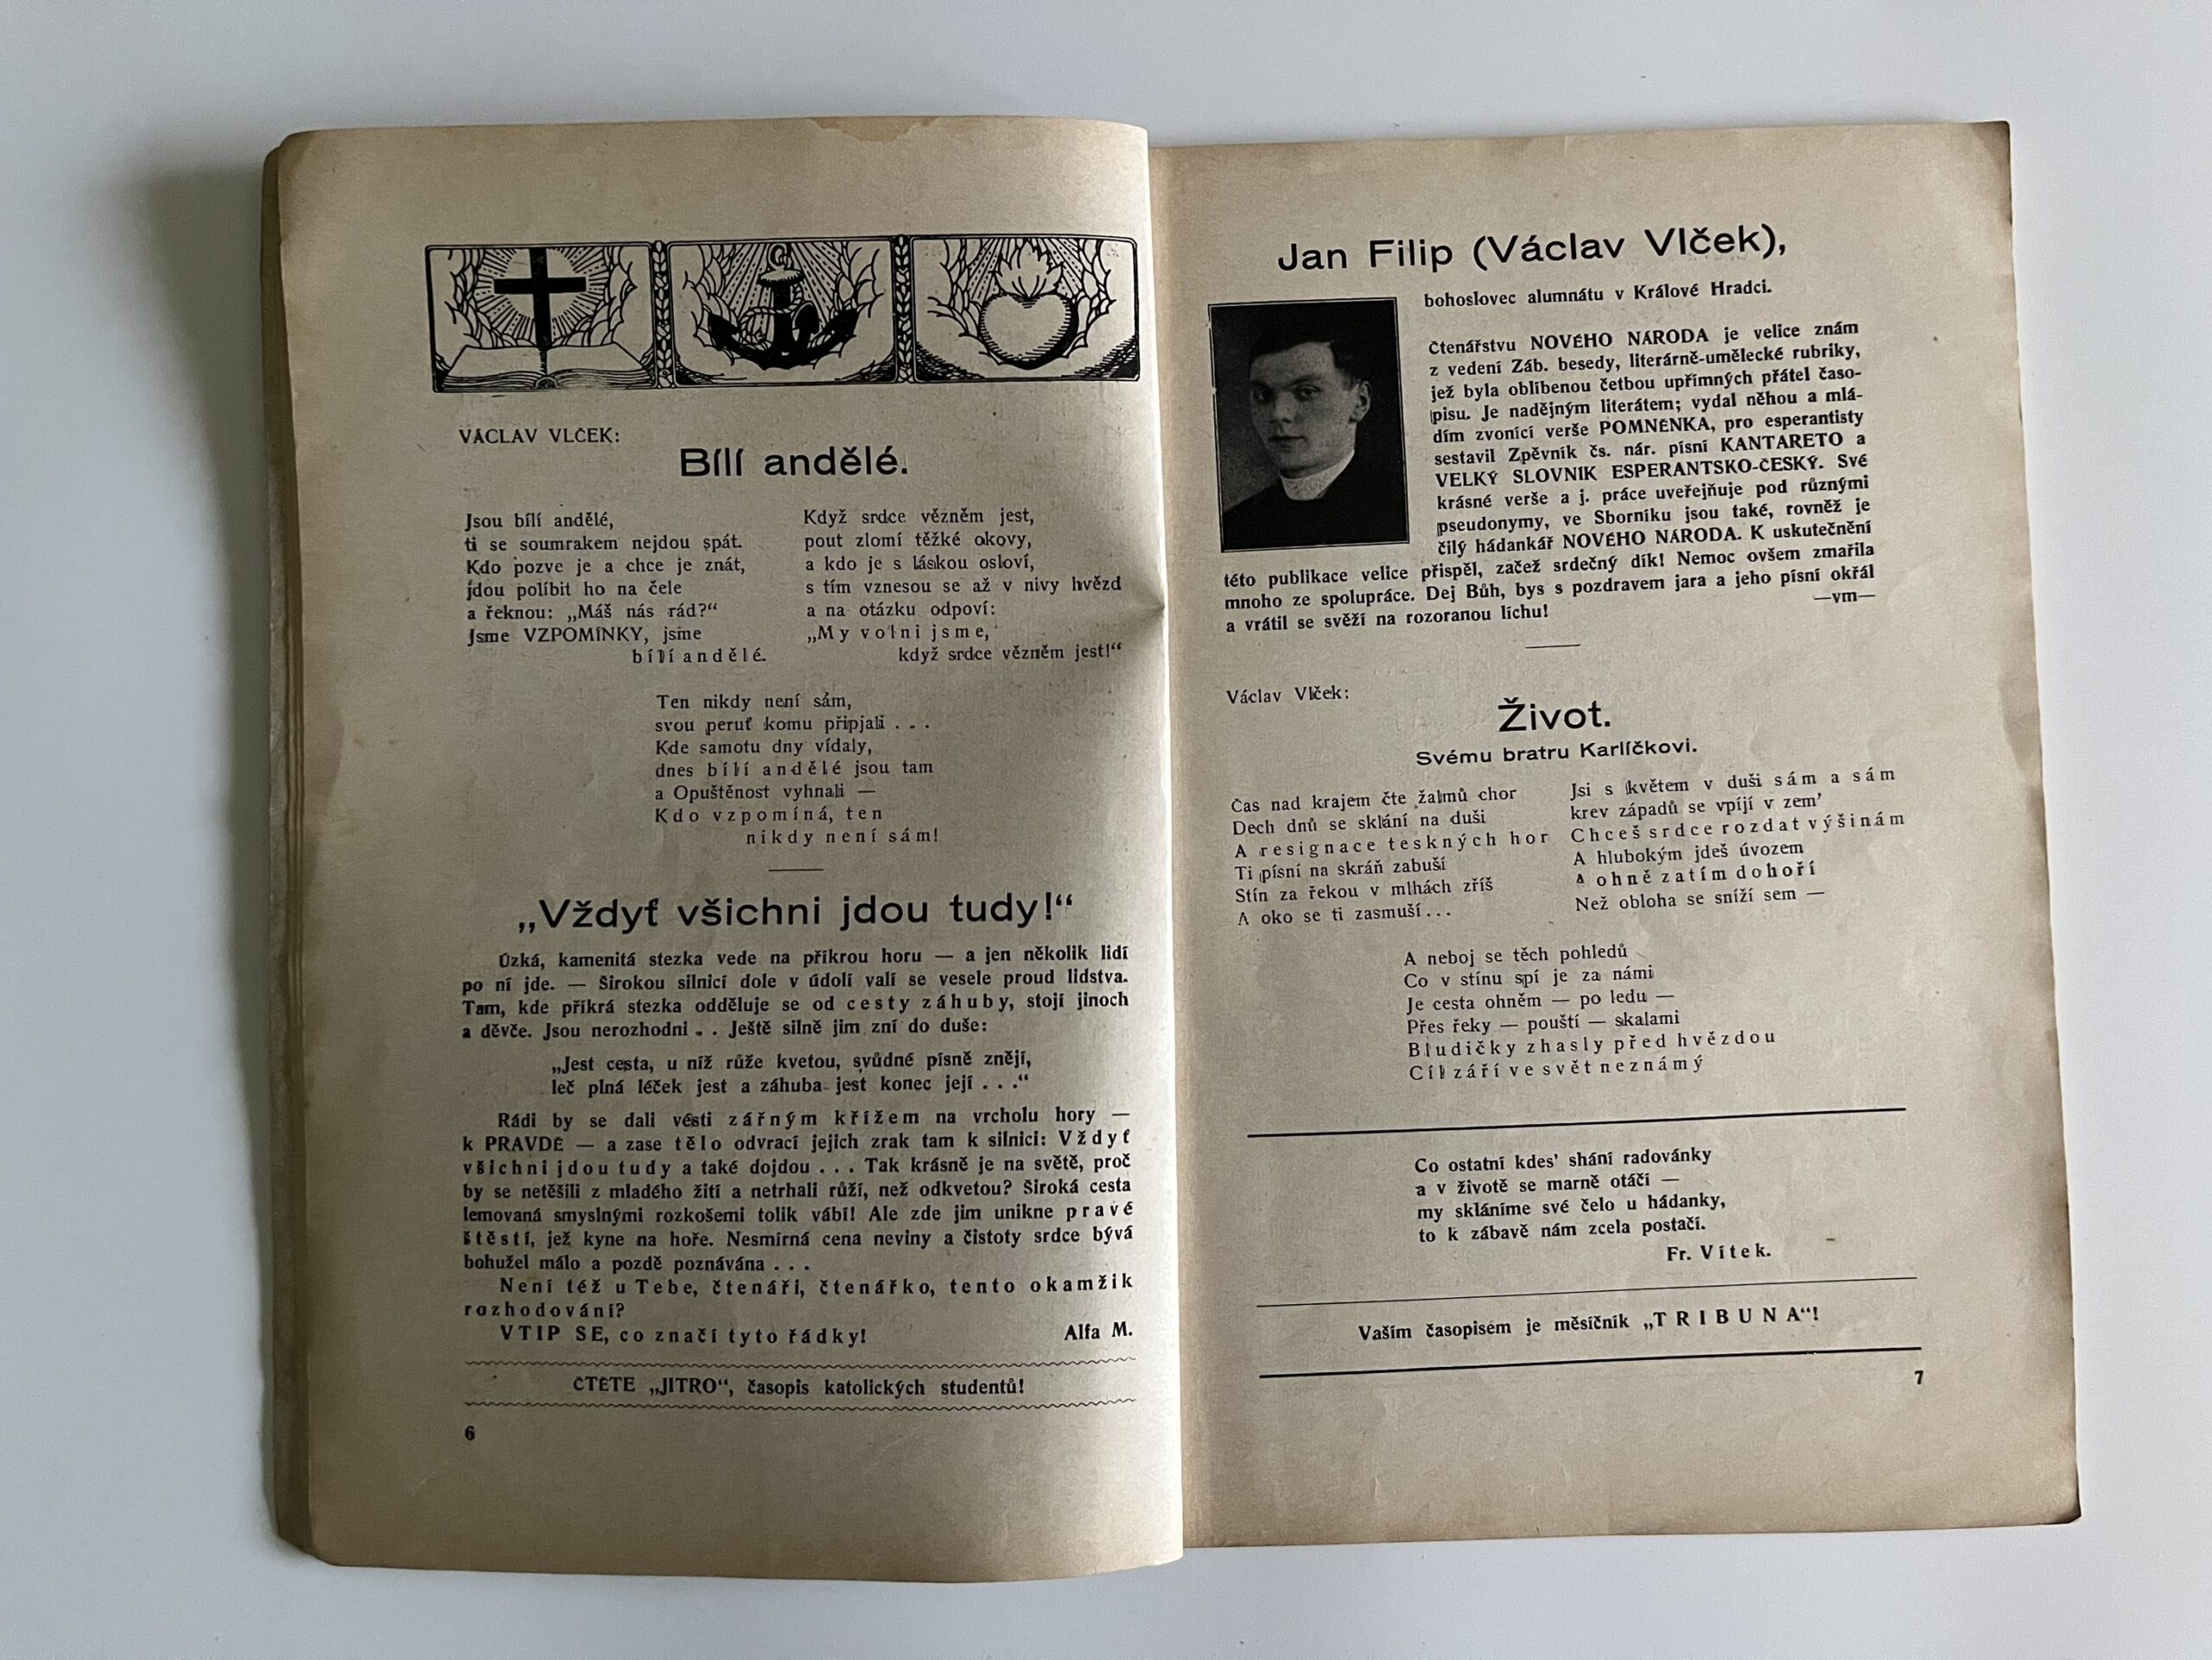 VÁCLAV VLČEK:
Bílí andělé.
Jsou bílí andělé,
ti se soumrakem nejdou spát.
Kdo pozve je a chce je znát,
jdou políbit ho na čele
a řeknou: „Máš nás rád?“
Jsme VZPOMÍNKY, jsme
bílí andělé.
Když srdce vězněm jest,
pout zlomí těžké okovy,
a kdo je s láskou osloví,
s tím vznesou se až v nivy hvězd
a na otázku odpoví:
„My volni jsme,
když srdce vězněm jest!“
Ten nikdy není sám,
svou peruť komu připjali . . .
Kde samotu dny vídaly,
dnes bílí andělé jsou tam
a Opuštěnost vyhnali —
Kdo vzpomíná, ten
nikdy není sám!
„Vždyť všichni jdou tudy!“
Úzká, kamenitá stezka vede na příkrou horu — a jen několik lidí
po ní jde. — Širokou silnicí dole v údolí valí se vesele proud lidstva.
Tam, kde příkrá stezka odděluje se od cesty záhuby, stojí jinoch
a děvče. Jsou nerozhodni . . Ještě silně jim zní do duše:
„Jest cesta, u níž růže kvetou, svůdné písně znějí,
leč plná léček jest a záhuba jest konec její . . .“
Rádi by se dali vésti zářným křížem na vrcholu hory —
k PRAVDĚ — a zase tělo odvrací jejich zrak tam k silnici: Vždyť
všichni jdou tudy a také dojdou . . . Tak krásně je na světě, proč
by se netěšili z mladého žití a netrhali růží, než odkvetou? Široká cesta
lemovaná smyslnými rozkošemi tolik vábí! Ale zde jim unikne pravé
štěstí, jež kyne na hoře. Nesmírná cena neviny a čistoty srdce bývá
bohužel málo a pozdě poznávána . . .
Není též u Tebe, čtenáři, čtenářko, tento okamžik
rozhodování?
VTIP SE, co značí tyto řádky! Alfa M.
ČTĚTE „JITRO“, časopis katolických studentů!
6
Jan Filip (Václav Vlček),
bohoslovec alumnátu v Králové Hradci.
Čtenářstvu NOVÉHO NÁRODA je velice znám
z vedení Záb. besedy, literárně-umělecké rubriky,
jež byla oblíbenou četbou upřímných přátel časo-
pisu. Je nadějným literátem; vydal něhou a mlá-
dím zvonící verše POMNĚNKA, pro esperantisty
sestavil Zpěvník čs. nár. písní KANTARETO a
VELKÝ SLOVNÍK ESPERANTSKO-ČESKÝ. Své
krásné verše a j. práce uveřejňuje pod různými
pseudonymy, ve Sborníku jsou také, rovněž je
čilý hádankář NOVÉHO NÁRODA. K uskutečnění
této publikace velice přispěl, začež srdečný dík! Nemoc ovšem zmařila
mnoho ze spolupráce. Dej Bůh, bys s pozdravem jara a jeho písní okřál
a vrátil se svěží na rozoranou líchu! —vm—
Václav Vlček:
Život.
Svému bratru Karlíčkovi.
Čas nad krajem čte žalmů chor
Dech dnů se sklání na duši
A resignace teskných hor
Ti písní na skráň zabuší
Stín za řekou v mlhách zříš
A oko se ti zasmuší...
Jsi s květem v duši sám a sám
krev západů se vpíjí v zem'
Chceš srdce rozdat výšinám
A hlubokým jdeš úvozem
A ohně zatím dohoří
Než obloha se sníží sem —
A neboj se těch pohledů
Co v stínu spí je za námi
Je cesta ohněm — po ledu —
Přes řeky — pouští — skalami
Bludičky zhasly před hvězdou
Cíl září ve svět neznámý
Co ostatní kdes' shání radovánky
a v životě se marně otáčí —
my skláníme své čelo u hádanky,
to k zábavě nám zcela postačí.
Fr. Vítek.
Vaším časopisem je měsíčník „TRIBUNA“!
7